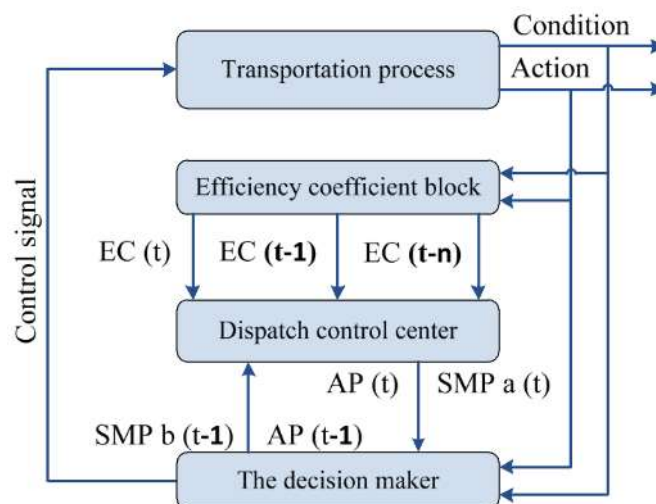 Condition
Transportation process
Action
Efficiency coefficient block
Control signal
EC (t)
EC (t-1)
EC (t-n)
Dispatch control center
AP (t)
SMP a (t)
SMP b (t-1)
AP (t-1)
The decision maker